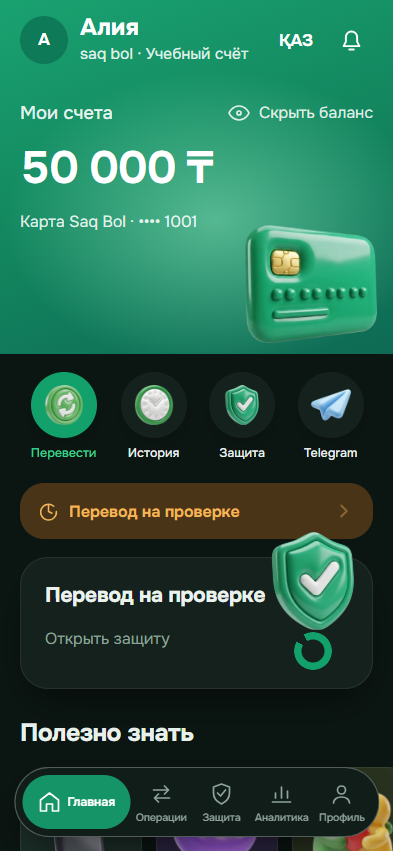 А
Алия
saq bol · Учебный счёт
ҚАЗ
Мои счета
Скрыть баланс
50 000 ₸
Карта Saq Bol · •••• 1001
Перевести
История
Защита
Telegram
Перевод на проверке
Перевод на проверке
Открыть защиту
Полезно знать
Главная
Операции
Защита
Аналитика
Профиль